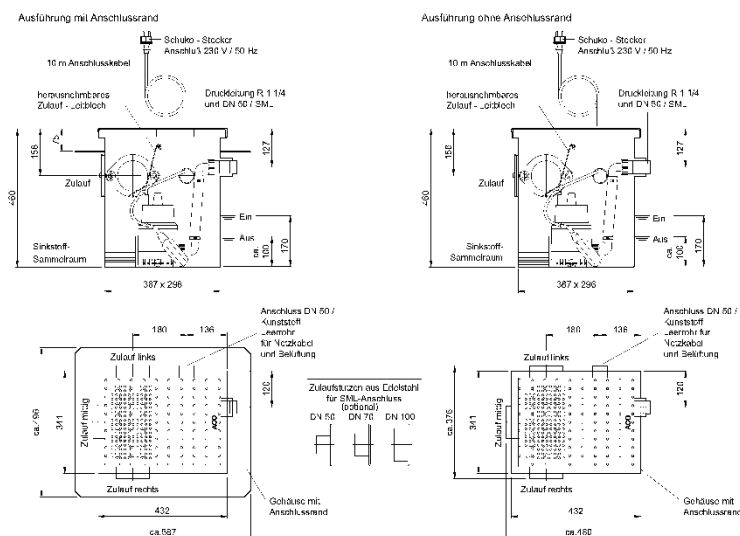 Ausführung mit Anschlussrand
Schuko - Stecker
Anschluß 230 V / 50 Hz
10 m Anschlusskabel
herausnehmbares
Zulauf - Leitblech
Druckleitung R 1 1/4
und DN 50 / SML
460
156
75
127
Zulauf
Ein
Aus
ca.
100
170
Sinkstoff-
Sammelraum
387 x 296
Ausführung ohne Anschlussrand
Schuko - Stecker
Anschluß 230 V / 50 Hz
10 m Anschlusskabel
Druckleitung R 1 1/4
und DN 50 / SML
460
156
127
Zulauf
Ein
Aus
ca.
100
170
Sinkstoff-
Sammelraum
387 x 296
Anschluss DN 50 /
Kunststoff
Leerrohr
für Netzkabel
und Belüftung
180
136
Zulauf links
120
ca.496
341
Zulauf mittig
ACO
Zulauf rechts
Gehäuse mit
Anschlussrand
432
ca.587
Zulaufstutzen aus Edelstahl
für SML-Anschluss
(optional)
DN 50
DN 70
DN 100
Anschluss DN 50 /
Kunststoff
Leerrohr für
Netzkabel
und Belüftung
180
136
Zulauf links
120
ca.376
341
Zulauf mittig
ACO
Zulauf rechts
Gehäuse mit
Anschlussrand
432
ca.460